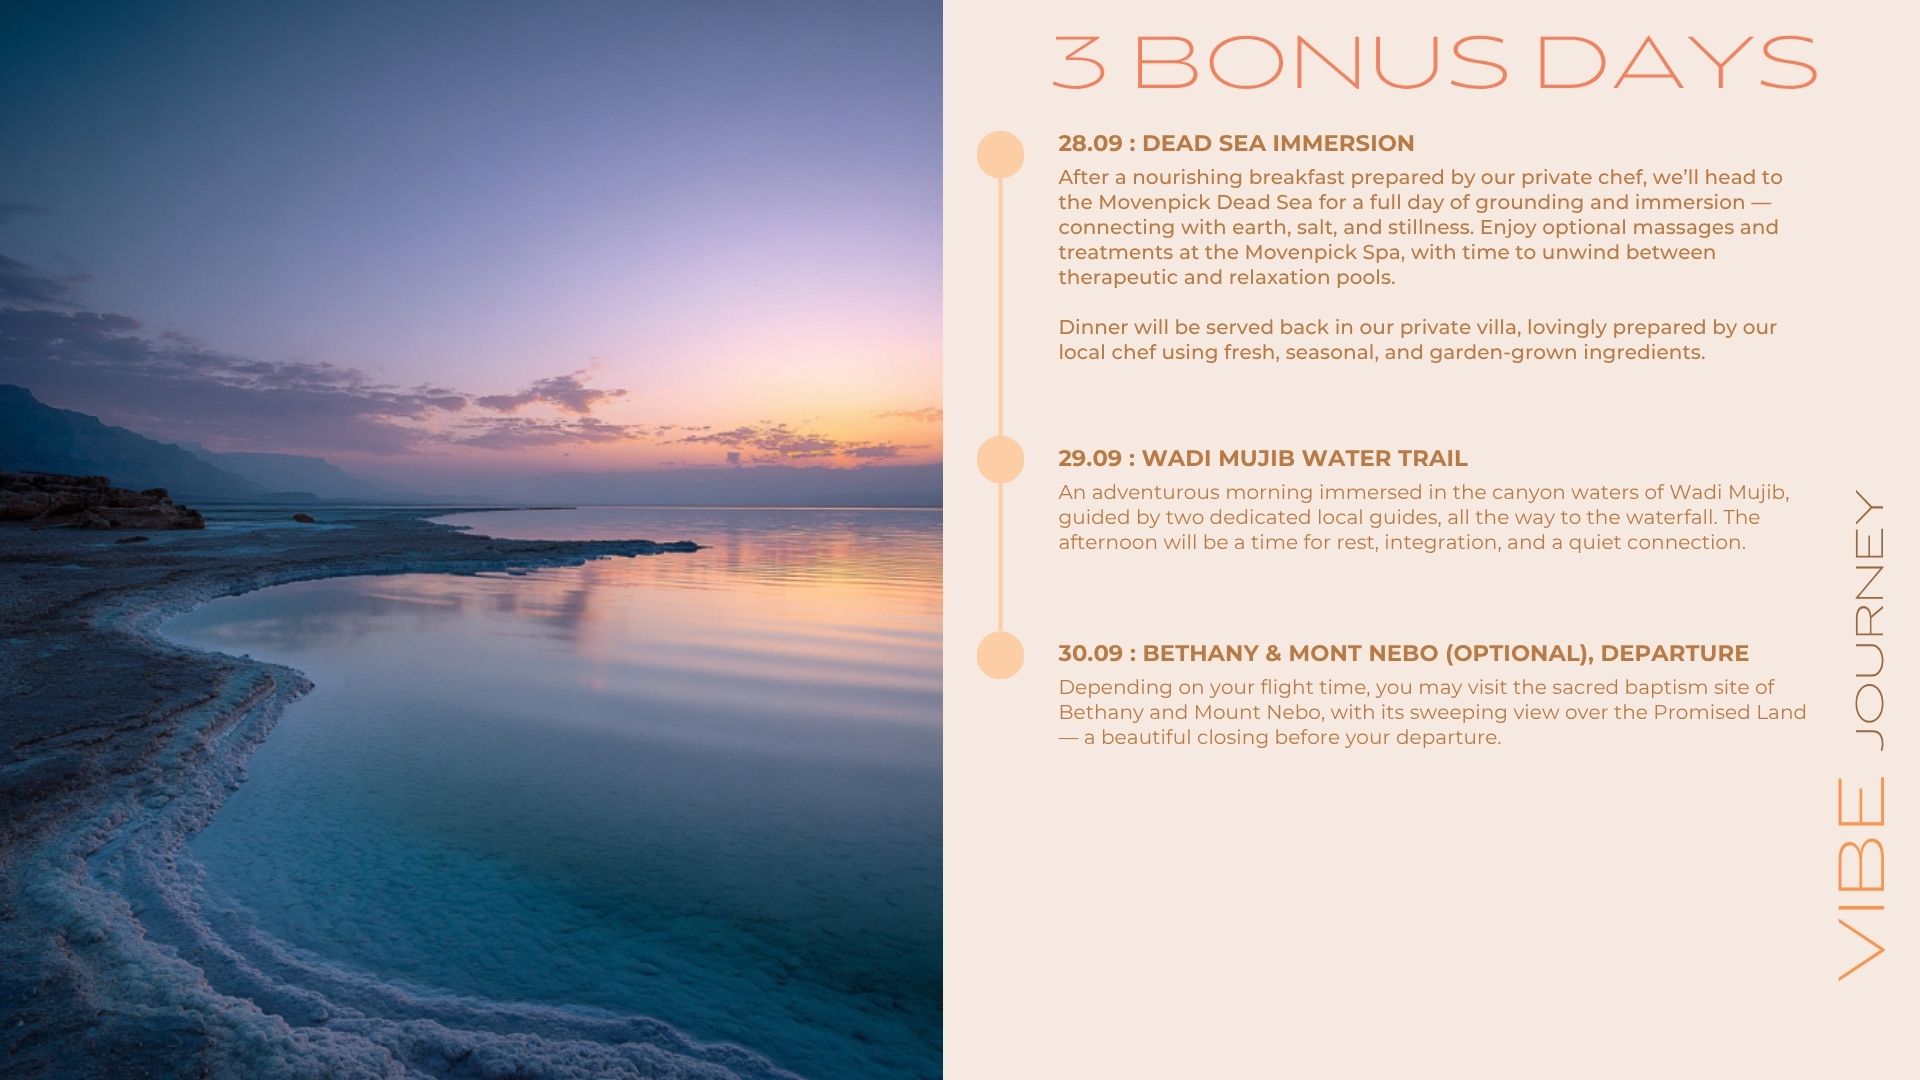 3 BONUS DAYS
28.09 : DEAD SEA IMMERSION
After a nourishing breakfast prepared by our private chef, we’ll head to
the Movenpick Dead Sea for a full day of grounding and immersion —
connecting with earth, salt, and stillness. Enjoy optional massages and
treatments at the Movenpick Spa, with time to unwind between
therapeutic and relaxation pools.
Dinner will be served back in our private villa, lovingly prepared by our
local chef using fresh, seasonal, and garden-grown ingredients.
29.09 : WADI MUJIB WATER TRAIL
An adventurous morning immersed in the canyon waters of Wadi Mujib,
guided by two dedicated local guides, all the way to the waterfall. The
afternoon will be a time for rest, integration, and a quiet connection.
30.09 : BETHANY & MONT NEBO (OPTIONAL), DEPARTURE
Depending on your flight time, you may visit the sacred baptism site of
Bethany and Mount Nebo, with its sweeping view over the Promised Land
— a beautiful closing before your departure.
VIBE JOURNEY